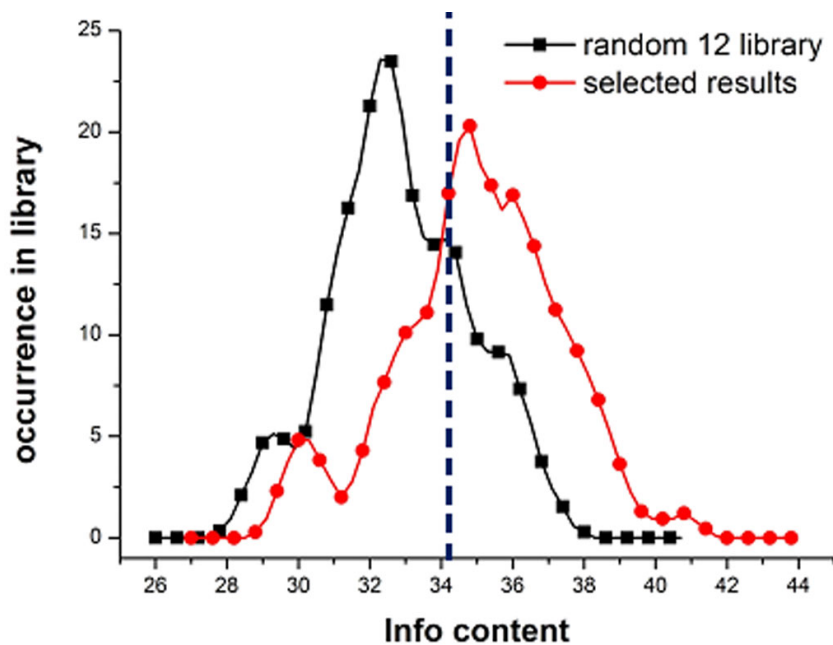 random 12 library
selected results
occurrence in library
25
20
15
10
5
0
26 28 30 32 34 36 38 40 42 44
Info content